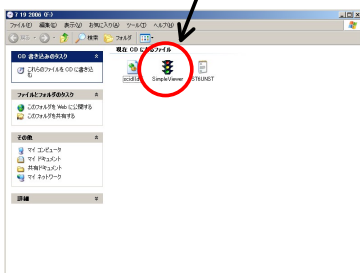 7 19 2006 (F:)
ファイル(F) 編集(E) 表示(V) お気に入り(A) ツール(T) ヘルプ(H)
戻る
検索
フォルダ
現在 CD にあるファイル
CD 書き込みのタスク
これらのファイルを CD に書き込む
SimpleViewer
ST6UNST
ファイルとフォルダのタスク
このフォルダを Web に公開する
このフォルダを共有する
その他
マイ コンピュータ
マイ ドキュメント
共有ドキュメント
マイ ネットワーク
詳細